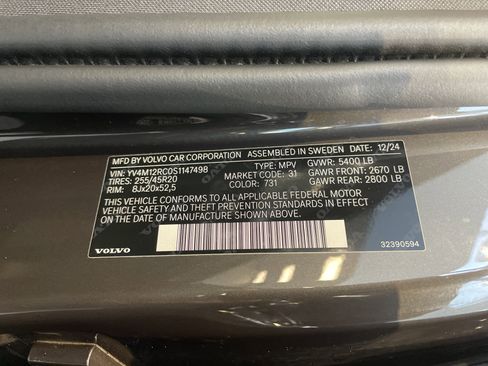 MFD BY VOLVO CAR CORPORATION ASSEMBLED IN SWEDEN 12/24
VIN: YV4M12RC0S1147498 TYPE: MPV GVWR: 5400 LB
TIRES: 255/45R20 MARKET CODE: 31 GAWR FRONT: 2670 LB
RIM: 8Jx20x52,5 COLOR: 731 GAWR REAR: 2800 LB
THIS VEHICLE CONFORMS TO ALL APPLICABLE FEDERAL MOTOR
VEHICLE SAFETY, BUMPER, AND THEFT PREVENTION STANDARDS IN EFFECT ON
THE DATE OF MANUFACTURE SHOWN ABOVE.
VOLVO 32390594